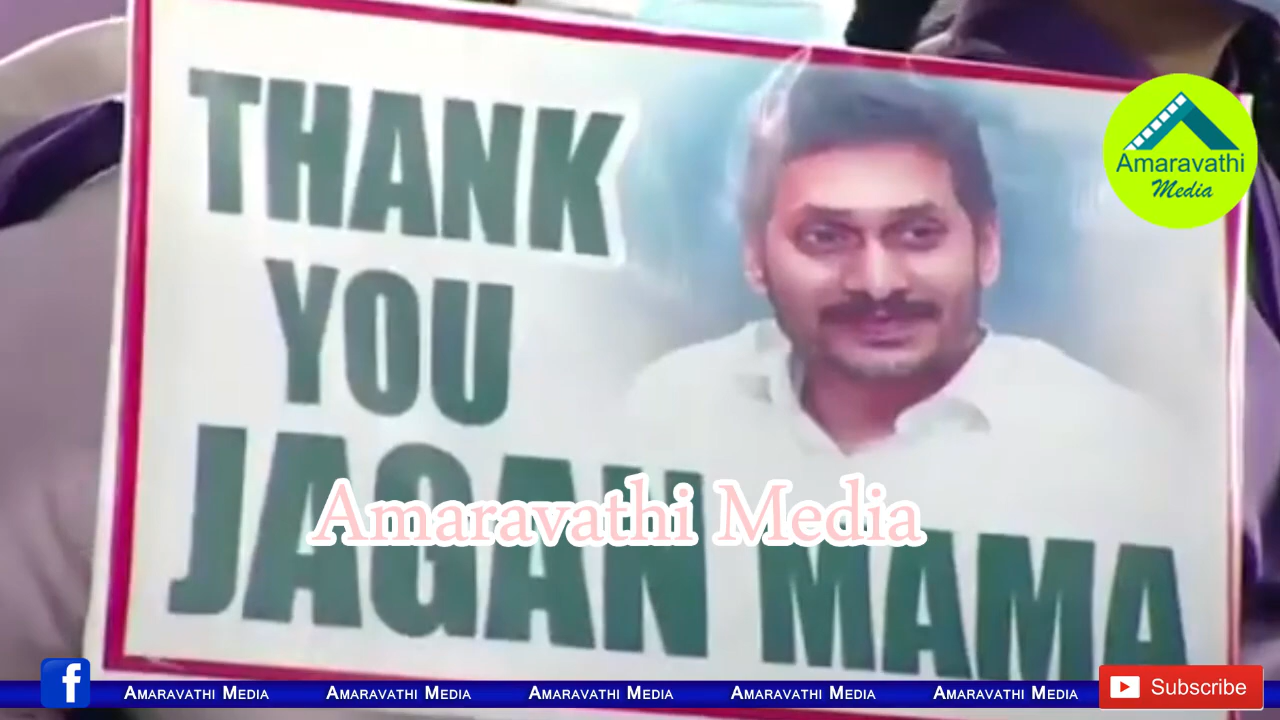 THANK
YOU
JAGAN MAMA
Amaravathi
Media
Amaravathi Media
f
Amaravathi Media Amaravathi Media Amaravathi Media Amaravathi Media Amaravathi Media
Subscribe